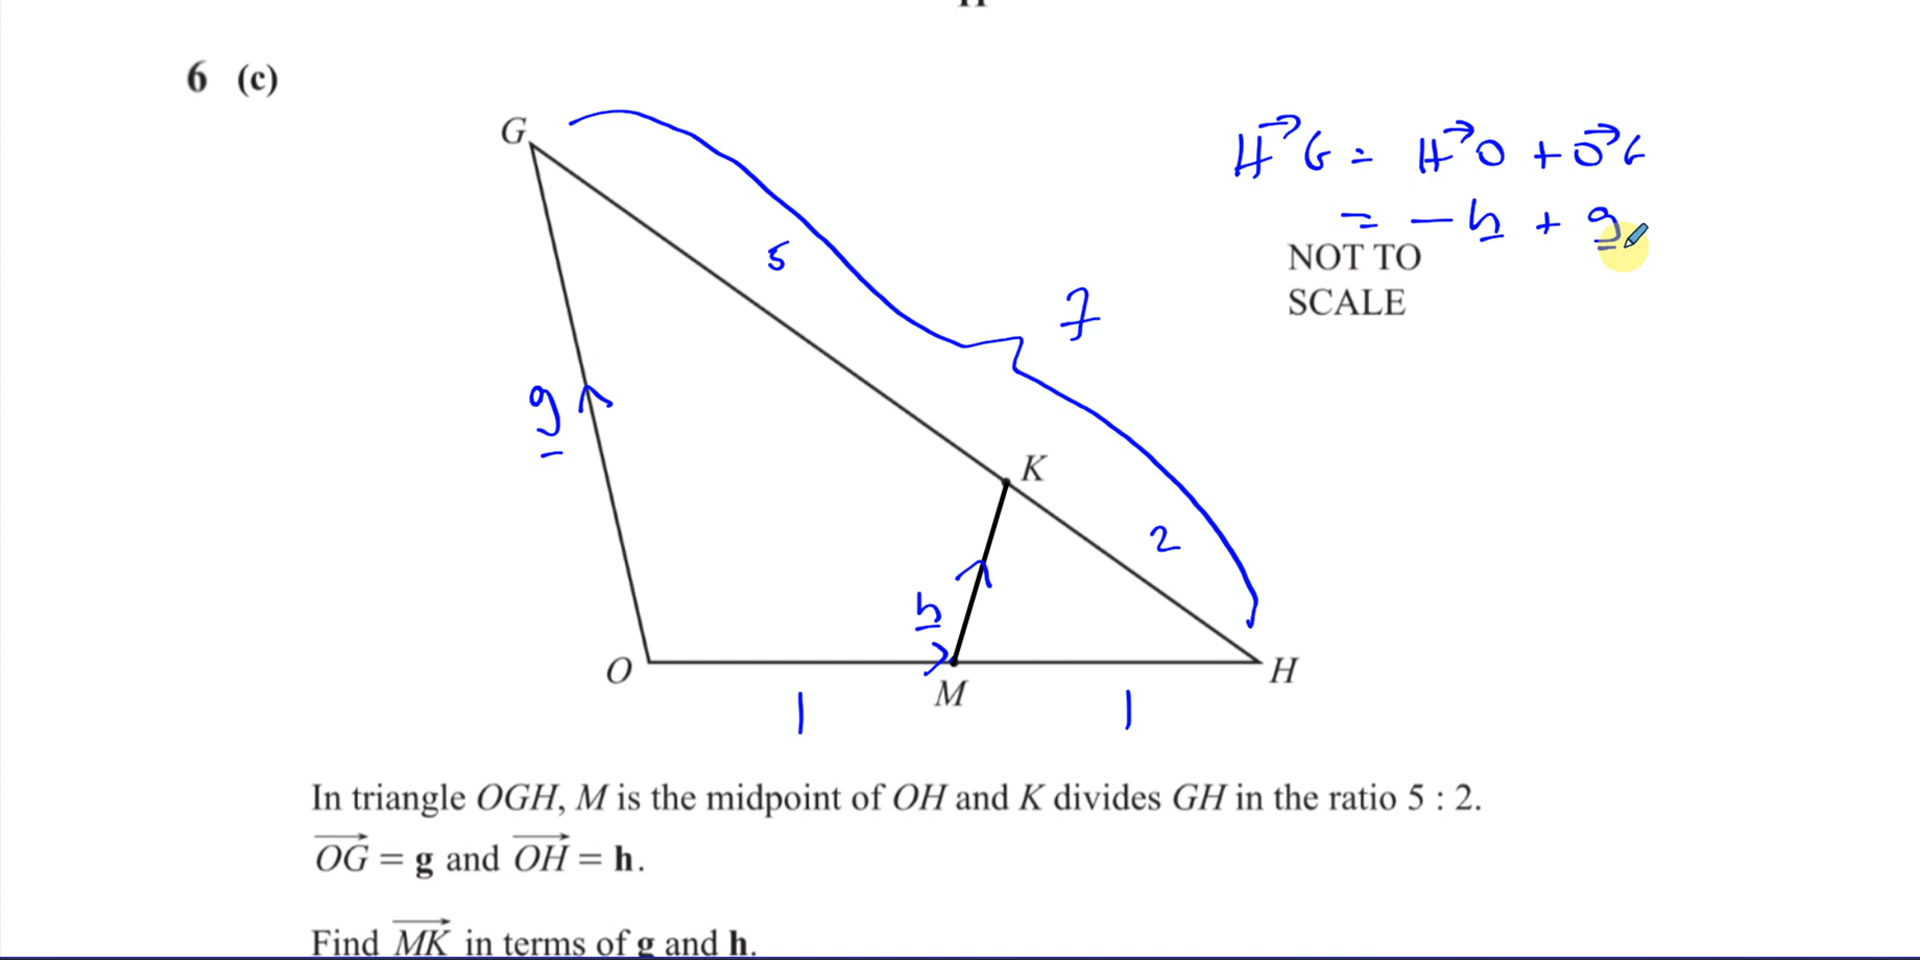 6 (c)
G
H⃗G = H⃗O + O⃗G
= -h + g
NOT TO
SCALE
5
7
g
K
2
h
O
M
H
1
1
In triangle OGH, M is the midpoint of OH and K divides GH in the ratio 5 : 2.
OG = g and OH = h.
Find MK in terms of g and h.